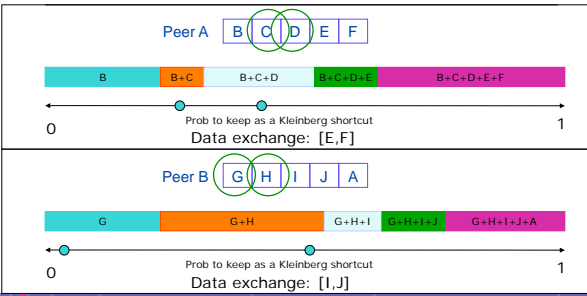 Peer A B C D E F
B B+C B+C+D B+C+D+E B+C+D+E+F
0 Prob to keep as a Kleinberg shortcut 1
Data exchange: [E,F]
Peer B G H I J A
G G+H G+H+I G+H+I+J G+H+I+J+A
0 Prob to keep as a Kleinberg shortcut 1
Data exchange: [I,J]